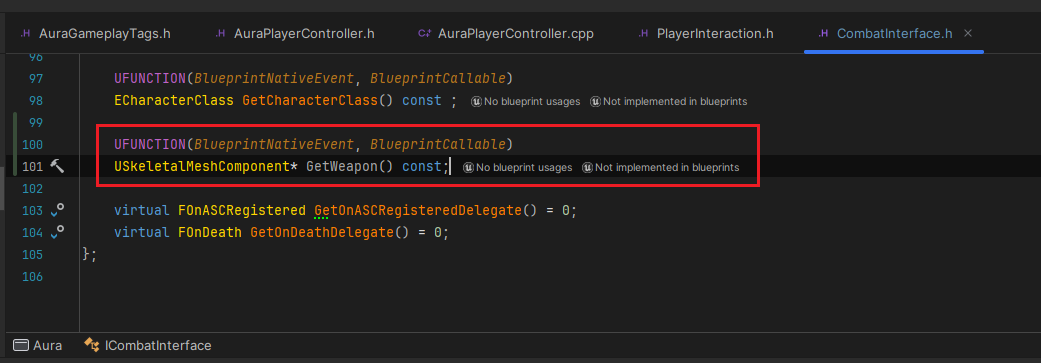 AuraGameplayTags.h AuraPlayerController.h AuraPlayerController.cpp PlayerInteraction.h CombatInterface.h
96
97 UFUNCTION(BlueprintNativeEvent, BlueprintCallable)
98 ECharacterClass GetCharacterClass() const ; No blueprint usages Not implemented in blueprints
99
100 UFUNCTION(BlueprintNativeEvent, BlueprintCallable)
101 USkeletalMeshComponent* GetWeapon() const; No blueprint usages Not implemented in blueprints
102
103 virtual FOnASCRegistered GetOnASCRegisteredDelegate() = 0;
104 virtual FOnDeath GetOnDeathDelegate() = 0;
105 };
106
Aura ICombatInterface